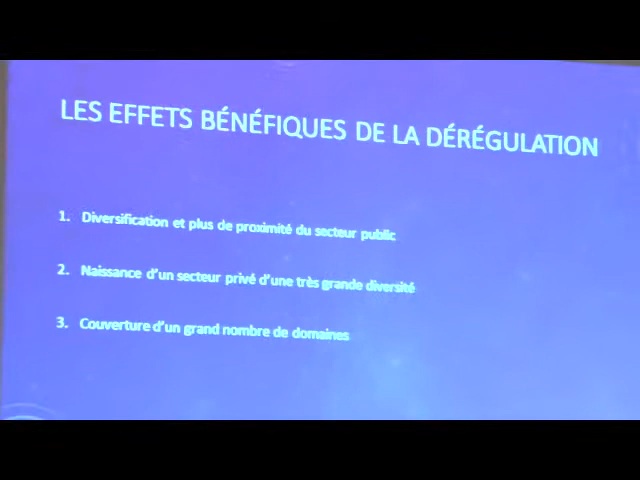 LES EFFETS BÉNÉFIQUES DE LA DÉRÉGULATION
1. Diversification et plus de proximité du secteur public
2. Naissance d'un secteur privé d'une très grande diversité
3. Couverture d'un grand nombre de domaines